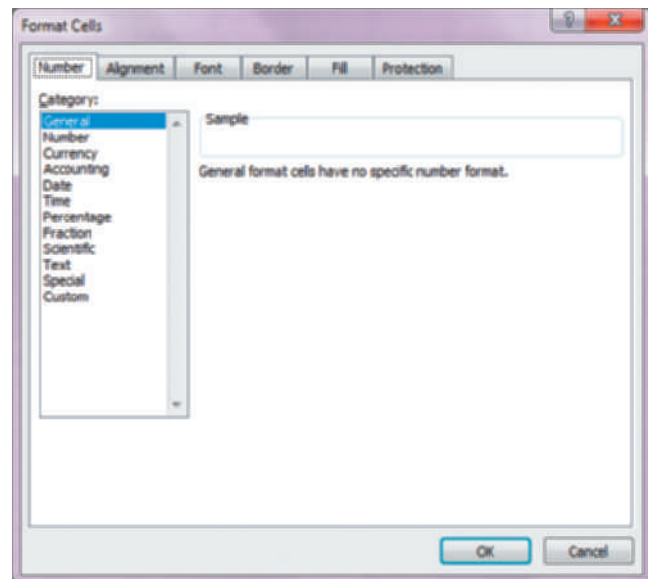 Format Cells
Number Alignment Font Border Fill Protection
Category:
General
Number
Currency
Accounting
Date
Time
Percentage
Fraction
Scientific
Text
Special
Custom
Sample
General format cells have no specific number format.
OK Cancel